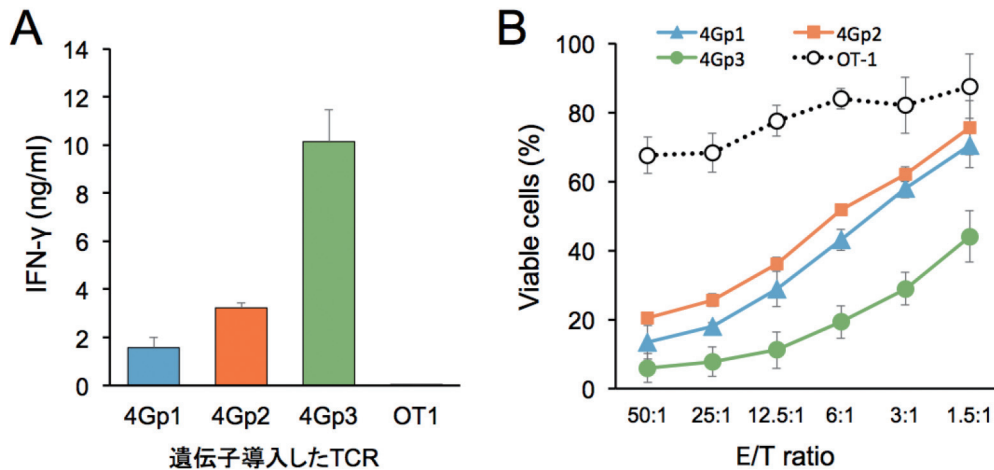 A
14
12
10
8
6
4
2
0
IFN-γ (ng/ml)
4Gp1 4Gp2 4Gp3 OT1
遺伝子導入したTCR
B
4Gp1 4Gp2
4Gp3 OT-1
100
80
60
40
20
0
Viable cells (%)
50:1 25:1 12.5:1 6:1 3:1 1.5:1
E/T ratio